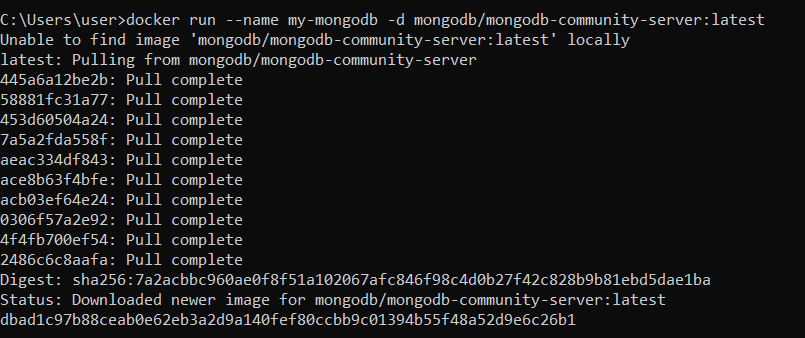 C:\Users\user>docker run --name my-mongodb -d mongodb/mongodb-community-server:latest
Unable to find image 'mongodb/mongodb-community-server:latest' locally
latest: Pulling from mongodb/mongodb-community-server
445a6a12be2b: Pull complete
58881fc31a77: Pull complete
453d60504a24: Pull complete
7a5a2fda558f: Pull complete
aeac334df843: Pull complete
ace8b63f4bfe: Pull complete
acb03ef64e24: Pull complete
0306f57a2e92: Pull complete
4f4fb700ef54: Pull complete
2486c6c8aafa: Pull complete
Digest: sha256:7a2acbbc960ae0f8f51a102067afc846f98c4d0b27f42c828b9b81ebd5dae1ba
Status: Downloaded newer image for mongodb/mongodb-community-server:latest
dbad1c97b88ceab0e62eb3a2d9a140fef80ccbb9c01394b55f48a52d9e6c26b1